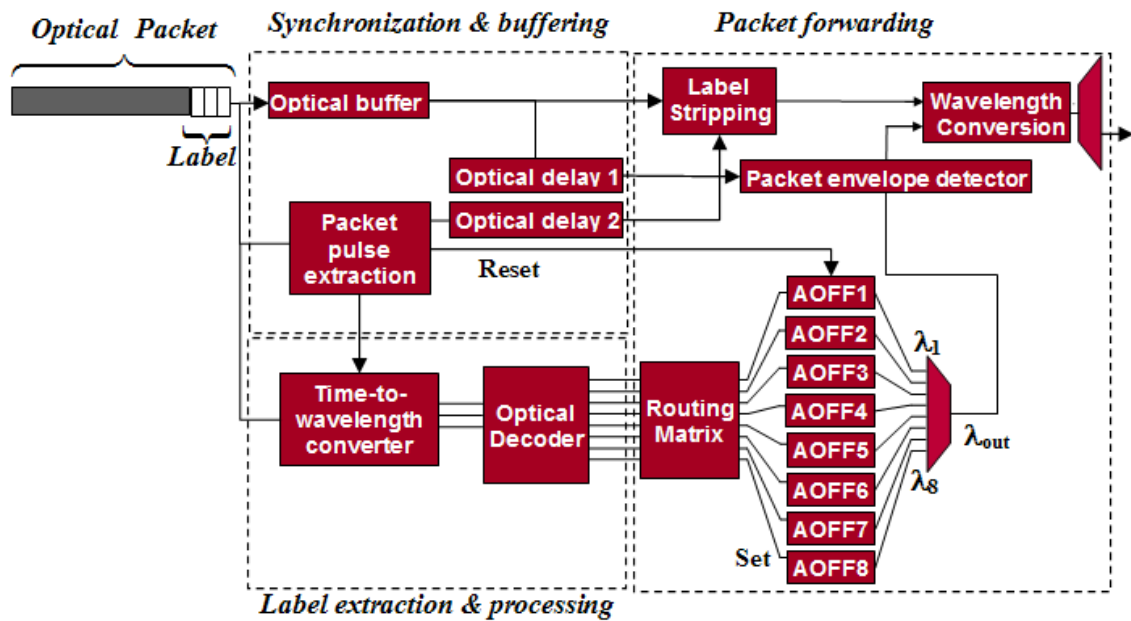 Optical Packet
Label
Synchronization & buffering
Optical buffer
Optical delay 1
Optical delay 2
Packet
pulse
extraction
Reset
Time-to-
wavelength
converter
Optical
Decoder
Label extraction & processing
Packet forwarding
Label
Stripping
Wavelength
Conversion
Packet envelope detector
Routing
Matrix
AOFF1
AOFF2
AOFF3
AOFF4
AOFF5
AOFF6
AOFF7
AOFF8
Set
λ1
λ8
λout